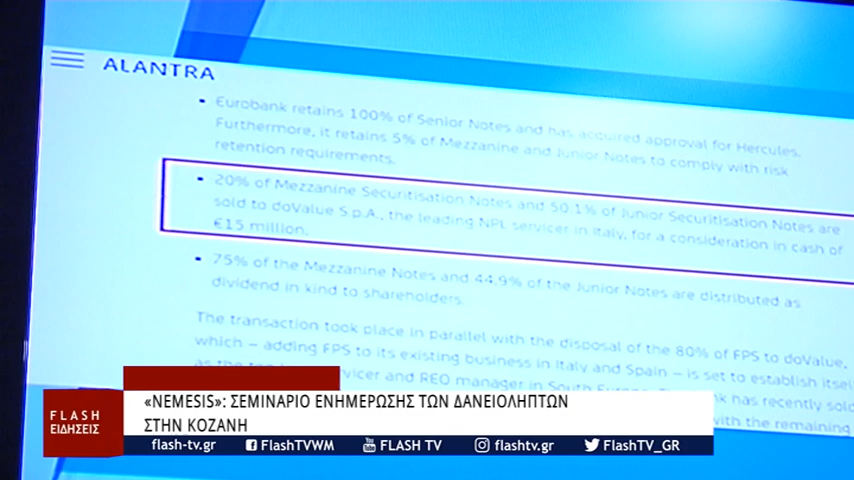 ALANTRA
• Eurobank retains 100% of Senior Notes and has acquired approval for Hercules.
Furthermore, it retains 5% of Mezzanine and Junior Notes to comply with risk
retention requirements.
• 20% of Mezzanine Securitisation Notes and 50.1% of Junior Securitisation Notes are
sold to doValue S.p.A., the leading NPL servicer in Italy, for a consideration in cash of
€15 million.
• 75% of the Mezzanine Notes and 44.9% of the Junior Notes are distributed as
dividend in kind to shareholders.
The transaction took place in parallel with the disposal of the 80% of FPS to doValue,
which – adding FPS to its existing business in Italy and Spain – is set to establish itself
and REO manager in South has recently sold
with the remaining
«NEMESIS»: ΣΕΜΙΝΑΡΙΟ ΕΝΗΜΕΡΩΣΗΣ ΤΩΝ ΔΑΝΕΙΟΛΗΠΤΩΝ
ΣΤΗΝ ΚΟΖΑΝΗ
FLASH
ΕΙΔΗΣΕΙΣ
flash-tv.gr FlashTVWM FLASH TV flashtv.gr FlashTV_GR